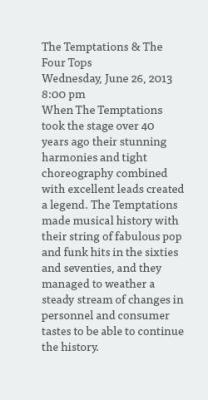 The Temptations & The
Four Tops
Wednesday, June 26, 2013
8:00 pm
When The Temptations
took the stage over 40
years ago their stunning
harmonies and tight
choreography combined
with excellent leads created
a legend. The Temptations
made musical history with
their string of fabulous pop
and funk hits in the sixties
and seventies, and they
managed to weather a
steady stream of changes in
personnel and consumer
tastes to be able to continue
the history.